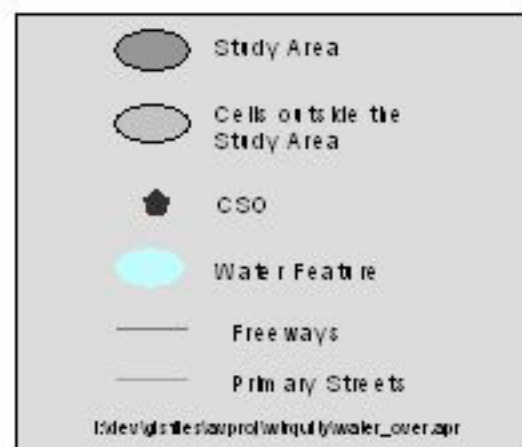 Study Area
Cells outside the
Study Area
CSO
Water Feature
Freeways
Primary Streets